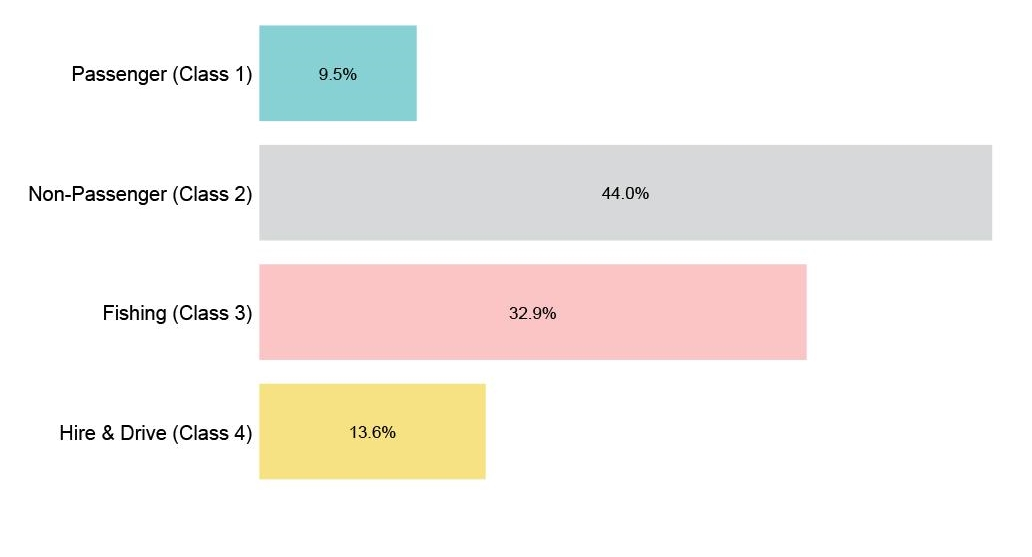 Passenger (Class 1)
9.5%
Non-Passenger (Class 2)
44.0%
Fishing (Class 3)
32.9%
Hire & Drive (Class 4)
13.6%